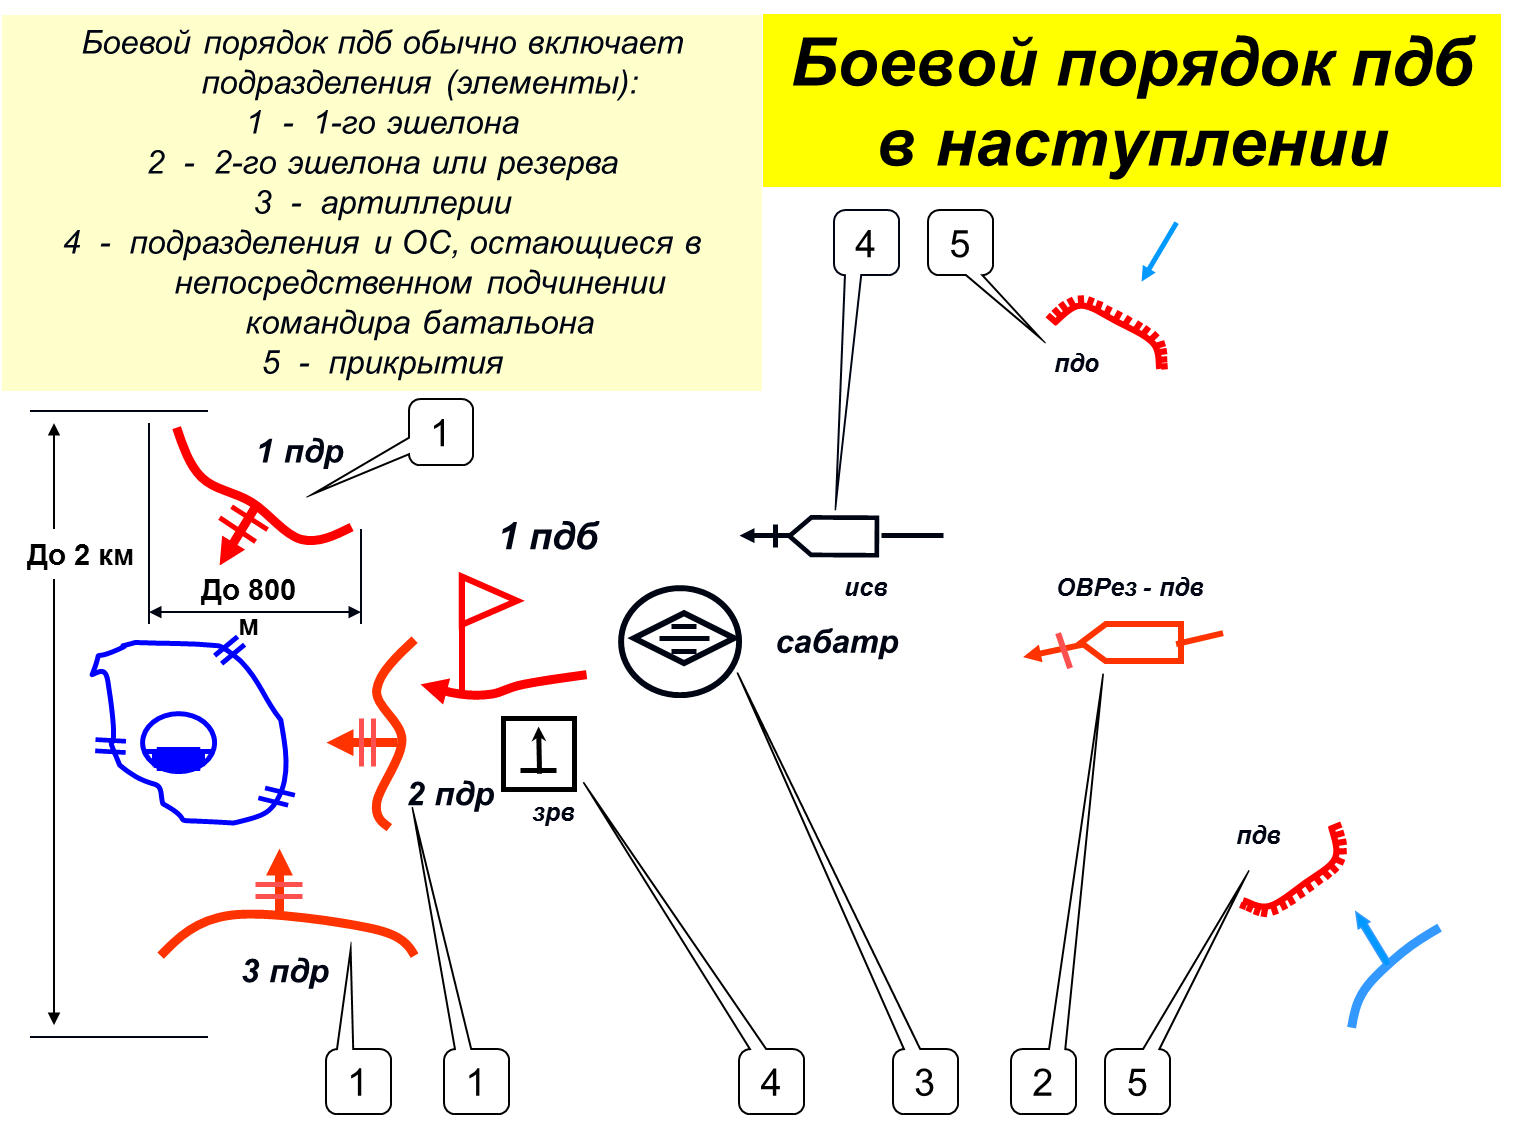 Боевой порядок пдб обычно включает
подразделения (элементы):
1 - 1-го эшелона
2 - 2-го эшелона или резерва
3 - артиллерии
4 - подразделения и ОС, остающиеся в
непосредственном подчинении
командира батальона
5 - прикрытия
Боевой порядок пдб
в наступлении
4
5
пдо
1
1 пдр
До 2 км
До 800
м
1 пдб
исв
ОВРез - пдв
сабатр
2 пдр
зрв
пдв
3 пдр
1
1
4
3
2
5